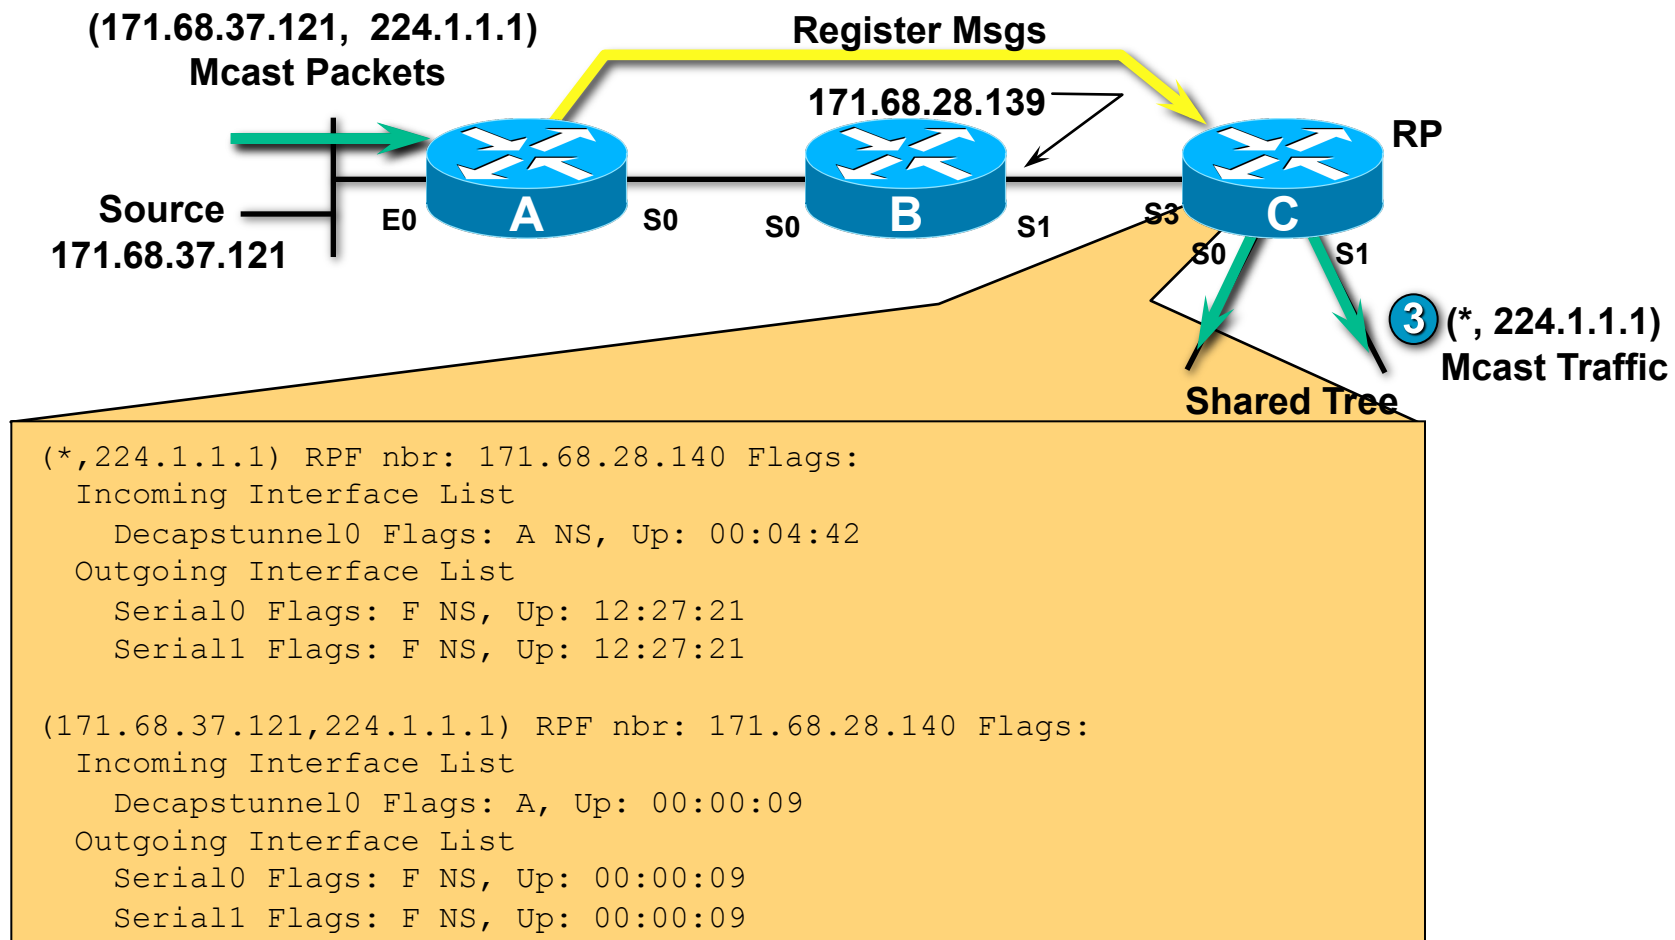 (171.68.37.121, 224.1.1.1)
Mcast Packets
Register Msgs
171.68.28.139
RP
Source
171.68.37.121
E0
A
S0
S0
B
S1
S3
C
S0
S1
3 (*, 224.1.1.1)
Mcast Traffic
Shared Tree
(*,224.1.1.1) RPF nbr: 171.68.28.140 Flags:
Incoming Interface List
Decapstunnel0 Flags: A NS, Up: 00:04:42
Outgoing Interface List
Serial0 Flags: F NS, Up: 12:27:21
Serial1 Flags: F NS, Up: 12:27:21
(171.68.37.121,224.1.1.1) RPF nbr: 171.68.28.140 Flags:
Incoming Interface List
Decapstunnel0 Flags: A, Up: 00:00:09
Outgoing Interface List
Serial0 Flags: F NS, Up: 00:00:09
Serial1 Flags: F NS, Up: 00:00:09